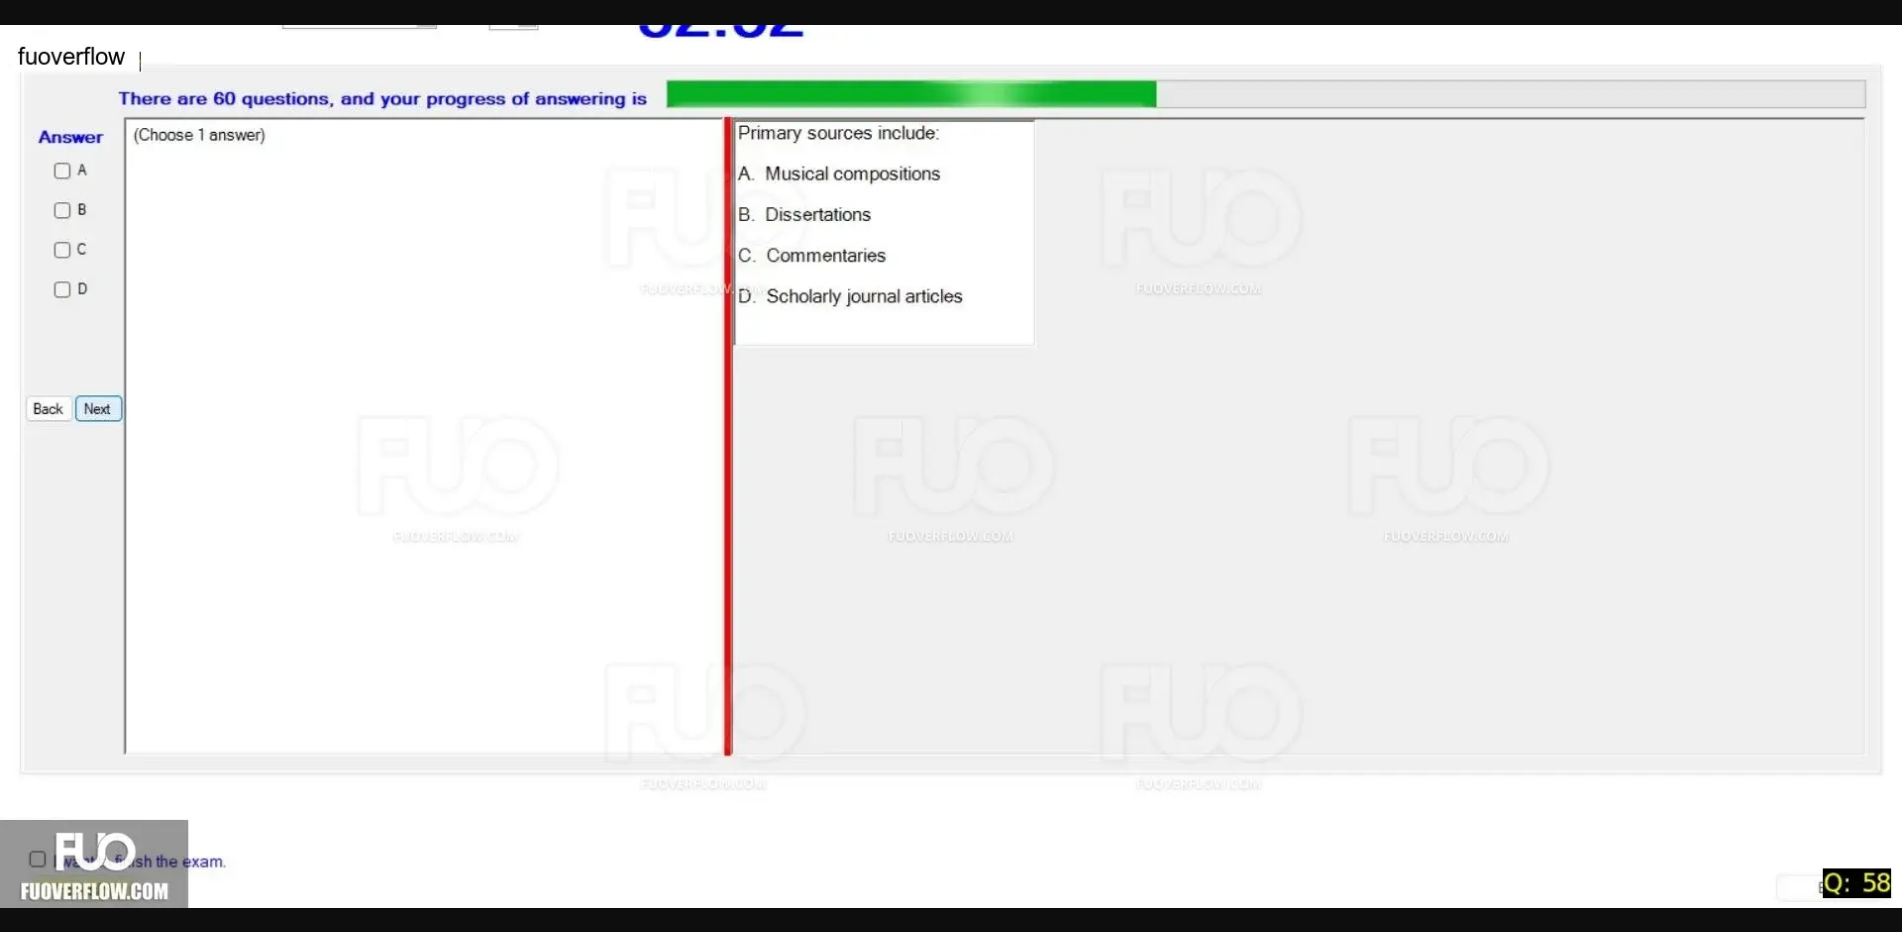 fuoverflow
There are 60 questions, and your progress of answering is
Answer
A
B
C
D
Back Next
(Choose 1 answer)
Primary sources include:
A. Musical compositions
B. Dissertations
C. Commentaries
D. Scholarly journal articles
FUO
FUOVERFLOW.COM
FUO
FUOVERFLOW.COM
FUO
FUOVERFLOW.COM
FUO
FUOVERFLOW.COM
FUO
FUOVERFLOW.COM
FUO
FUOVERFLOW.COM
FUO
FUOVERFLOW.COM
FUO
finish the exam.
FUOVERFLOW.COM
Q: 58